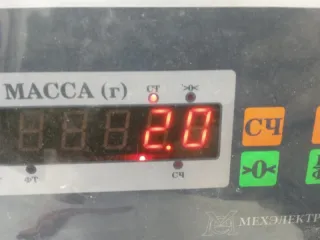 МАССА (г)
СТ >0<
2.0
Ф/Т СЧ
СЧ
>0<
МЕХЭЛЕКТР